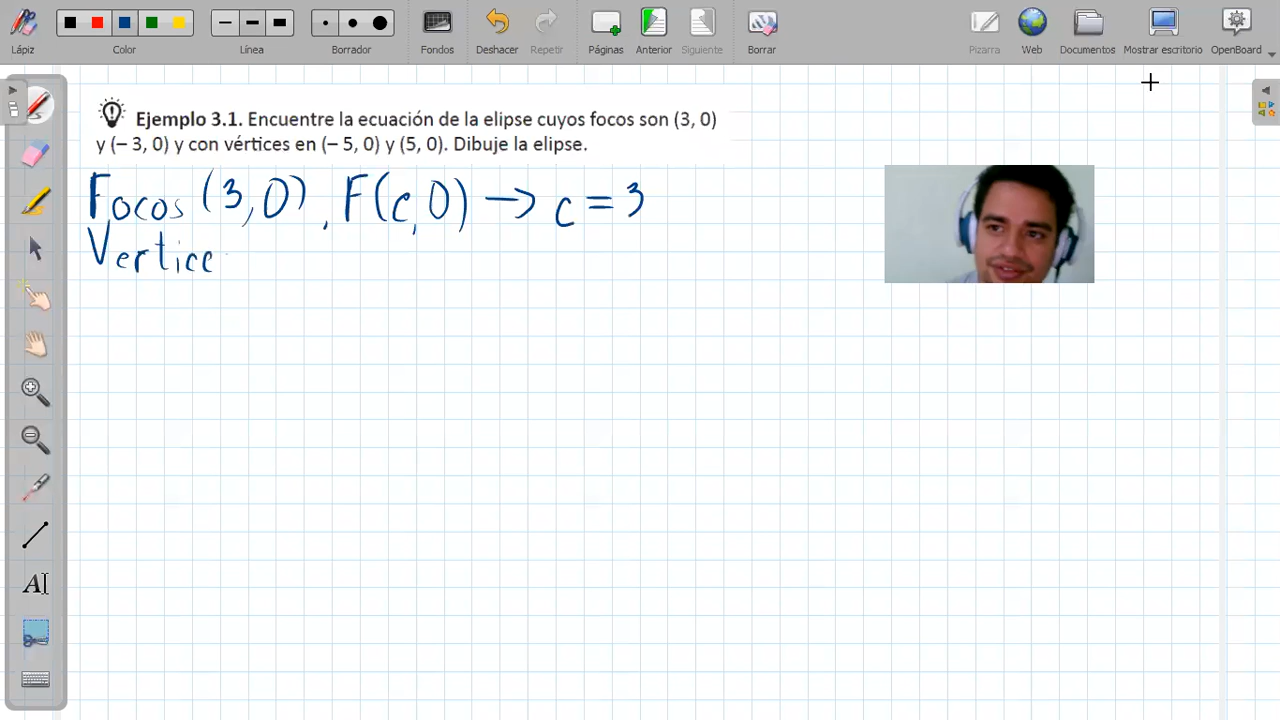 Lápiz Color Línea Borrador Fondos Deshacer Repetir Páginas Anterior Siguiente Borrar Pizarra Web Documentos Mostrar escritorio OpenBoard
Ejemplo 3.1. Encuentre la ecuación de la elipse cuyos focos son (3, 0)
y (– 3, 0) y con vértices en (– 5, 0) y (5, 0). Dibuje la elipse.
Focos (3,0), F(c,0) → c = 3
Vertice